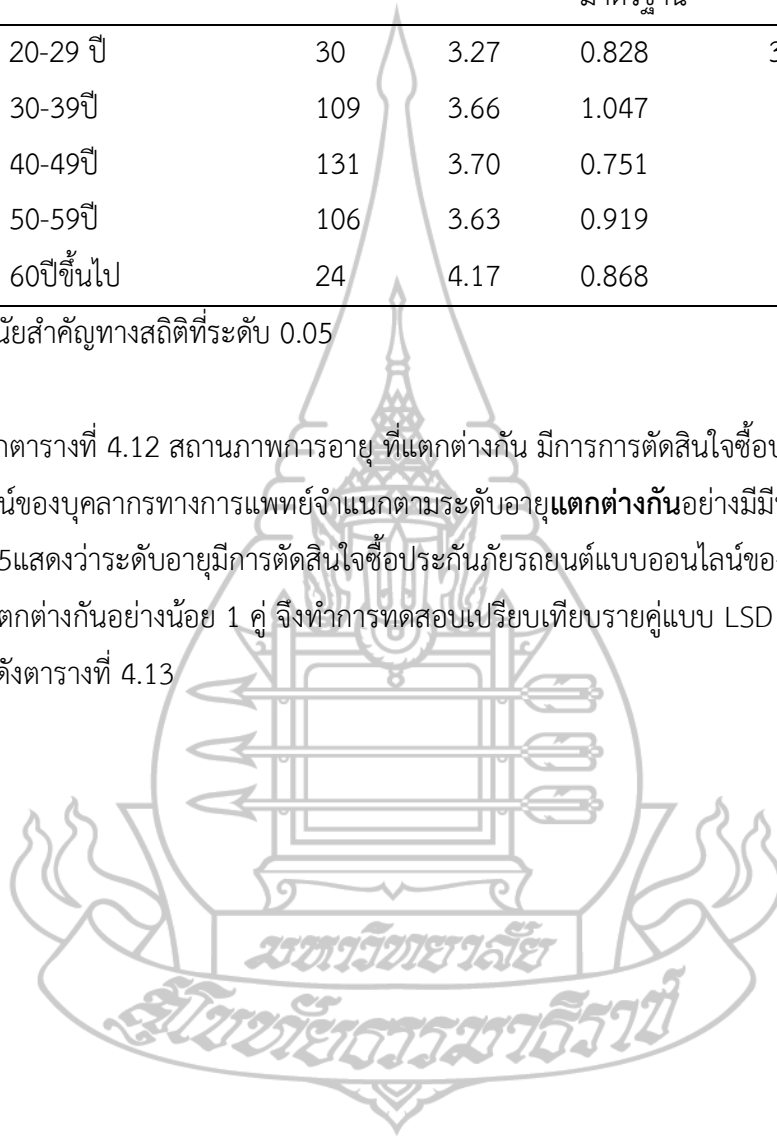 มาตรฐาน
20-29 ปี 30 3.27 0.828 3
30-39ปี 109 3.66 1.047
40-49ปี 131 3.70 0.751
50-59ปี 106 3.63 0.919
60ปีขึ้นไป 24 4.17 0.868
นัยสำคัญทางสถิติที่ระดับ 0.05
กตารางที่ 4.12 สถานภาพการอายุ ที่แตกต่างกัน มีการการตัดสินใจซื้อป
น์ของบุคลากรทางการแพทย์จำแนกตามระดับอายุแตกต่างกันอย่างมีมีน
5แสดงว่าระดับอายุมีการตัดสินใจซื้อประกันภัยรถยนต์แบบออนไลน์ของ
ตกต่างกันอย่างน้อย 1 คู่ จึงทำการทดสอบเปรียบเทียบรายคู่แบบ LSD
ดังตารางที่ 4.13
มหาวิทยาลัย
สุโขทัยธรรมาธิราช